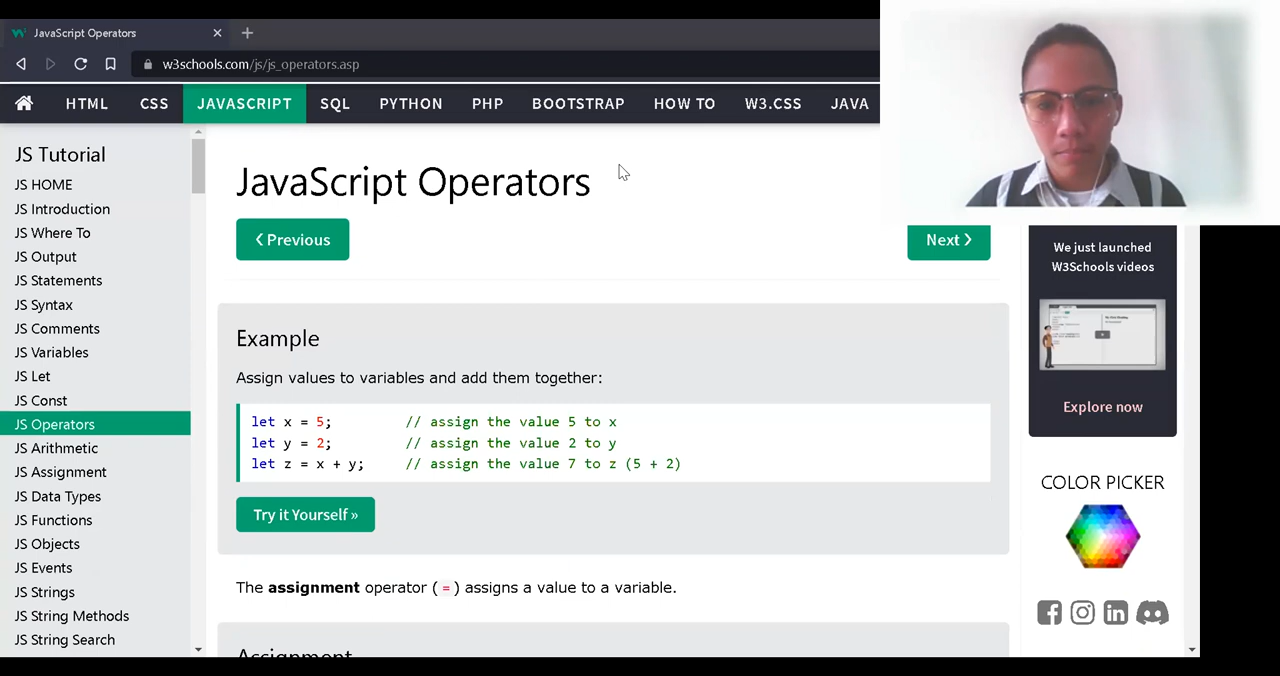 JavaScript Operators
w3schools.com/js/js_operators.asp
HTML CSS JAVASCRIPT SQL PYTHON PHP BOOTSTRAP HOW TO W3.CSS JAVA
JS Tutorial
JS HOME
JS Introduction
JS Where To
JS Output
JS Statements
JS Syntax
JS Comments
JS Variables
JS Let
JS Const
JS Operators
JS Arithmetic
JS Assignment
JS Data Types
JS Functions
JS Objects
JS Events
JS Strings
JS String Methods
JS String Search
JavaScript Operators
❮ Previous
Next ❯
Example
Assign values to variables and add them together:
let x = 5; // assign the value 5 to x
let y = 2; // assign the value 2 to y
let z = x + y; // assign the value 7 to z (5 + 2)
Try it Yourself »
The assignment operator (=) assigns a value to a variable.
Assignment
We just launched
W3Schools videos
Explore now
COLOR PICKER